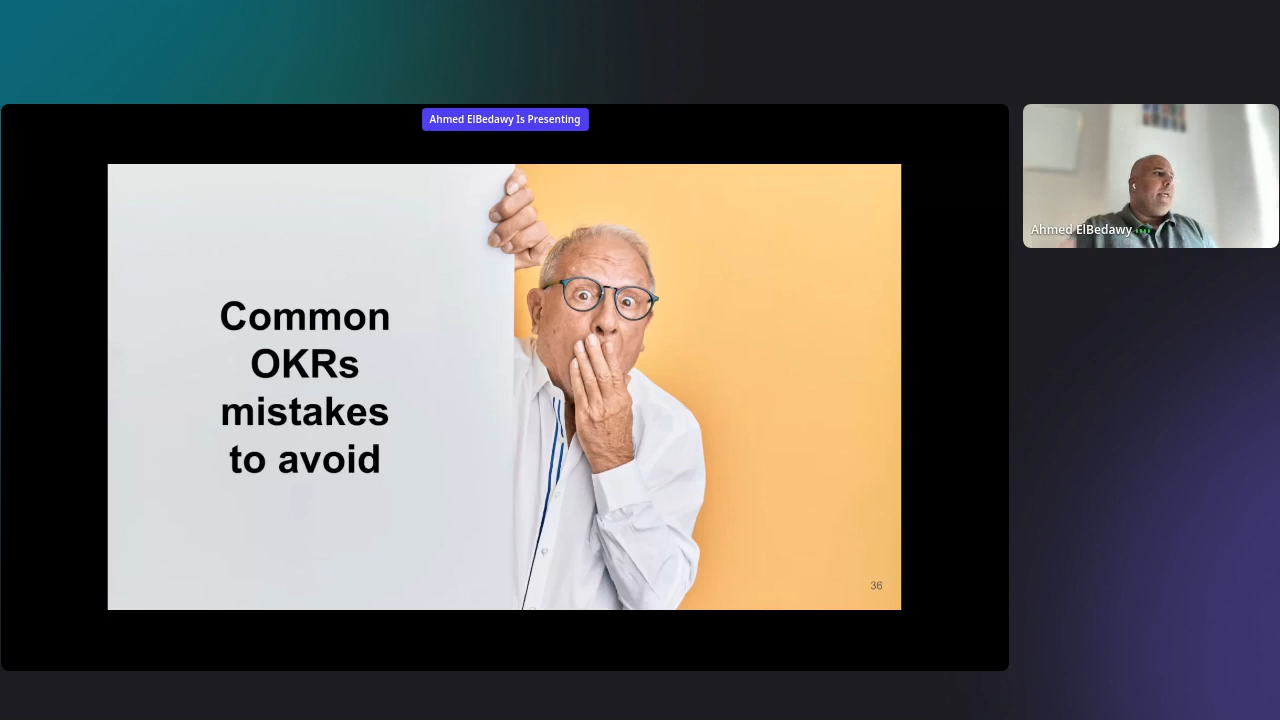 Ahmed ElBedawy Is Presenting
Common
OKRs
mistakes
to avoid
36
Ahmed ElBedawy